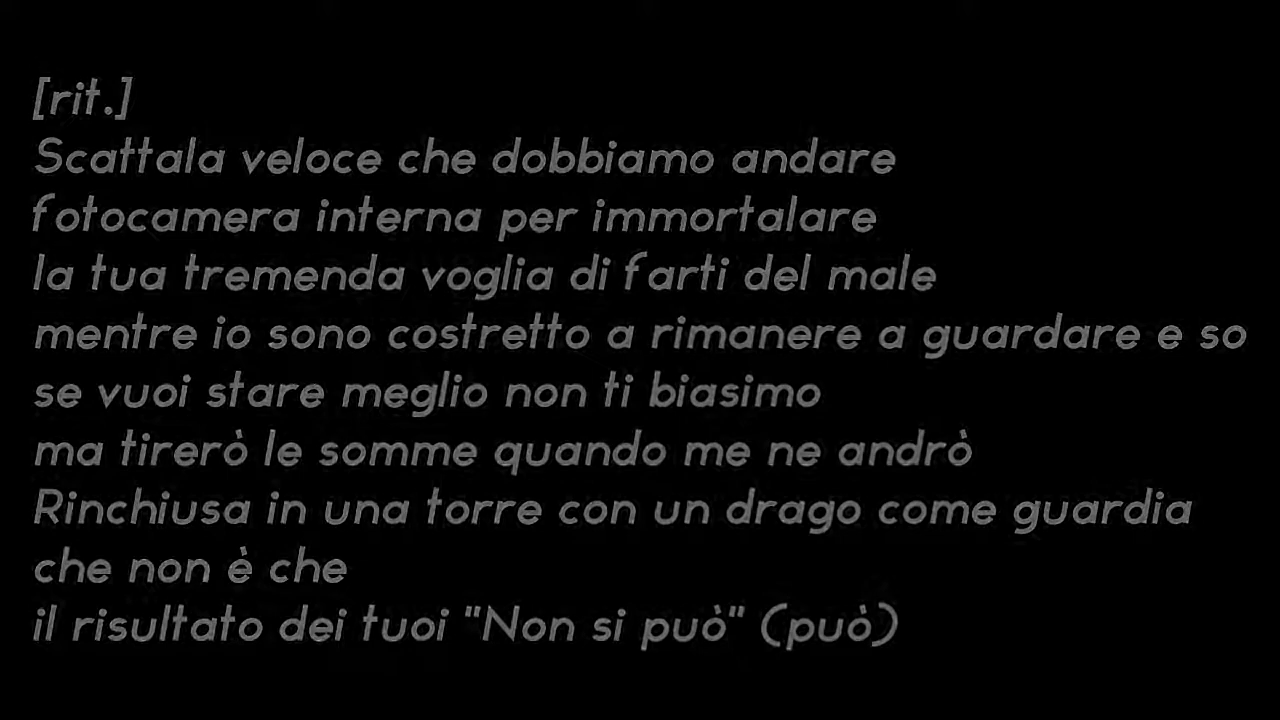 [rit.]
Scattala veloce che dobbiamo andare
fotocamera interna per immortalare
la tua tremenda voglia di farti del male
mentre io sono costretto a rimanere a guardare e so
se vuoi stare meglio non ti biasimo
ma tirerò le somme quando me ne andrò
Rinchiusa in una torre con un drago come guardia
che non è che
il risultato dei tuoi "Non si può" (può)